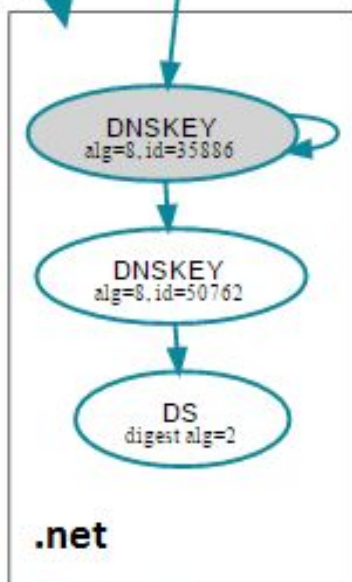 DNSKEY
alg=8, id=35886
DNSKEY
alg=8, id=50762
DS
digest alg=2
.net